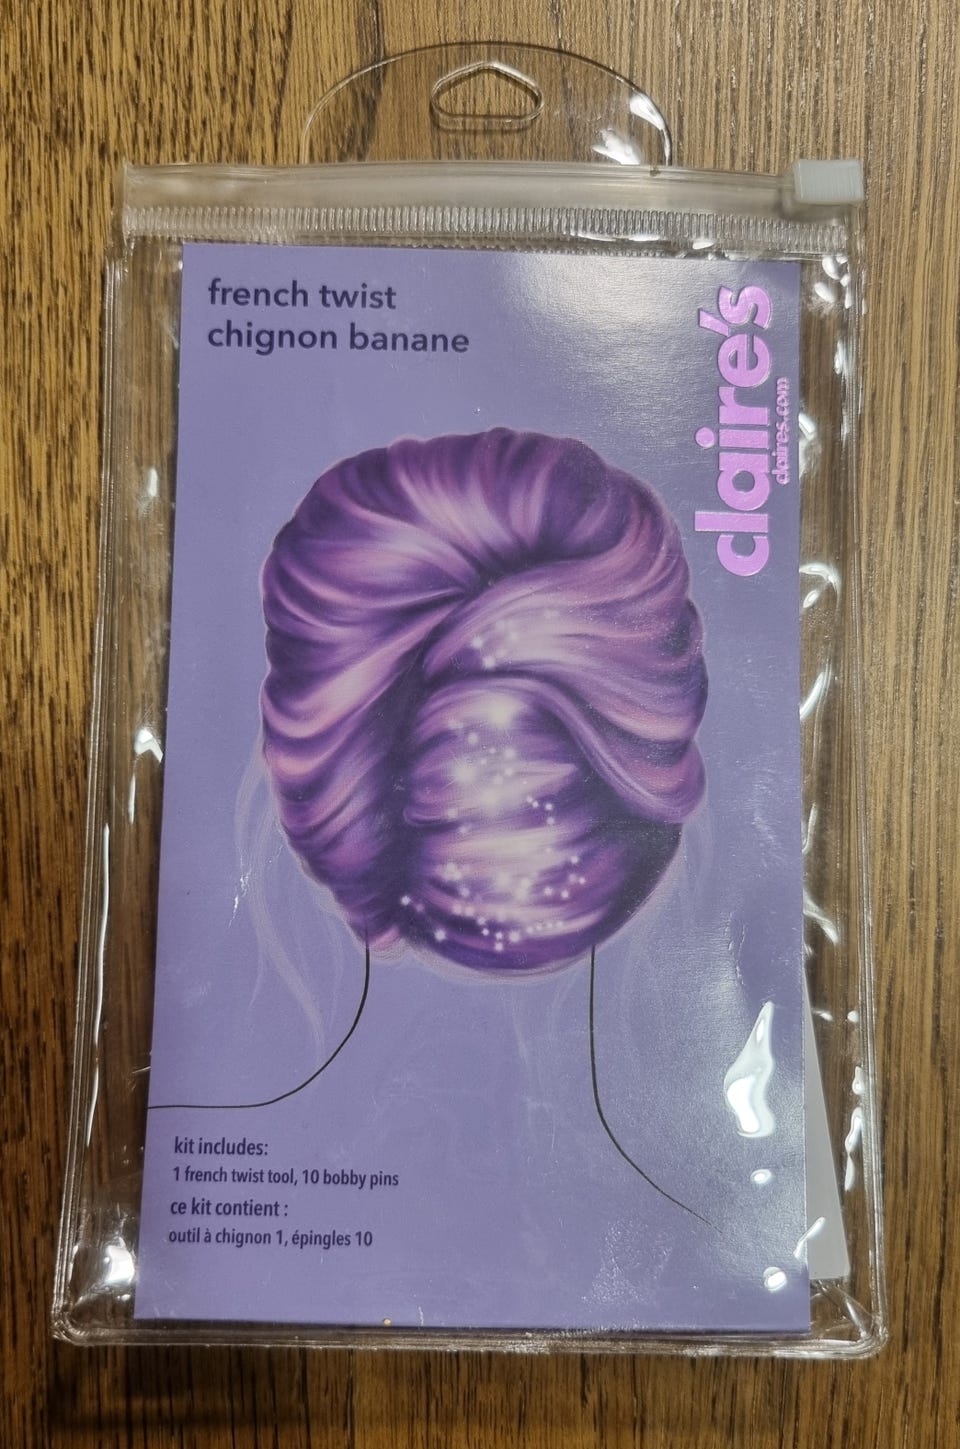 french twist
chignon banane
claire's
claires.com
kit includes:
1 french twist tool, 10 bobby pins
ce kit contient :
outil à chignon 1, épingles 10